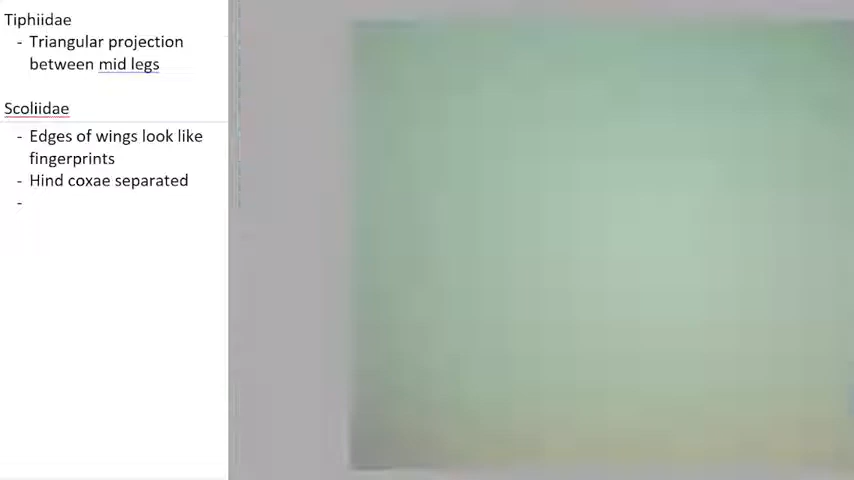 Tiphiidae
- Triangular projection
between mid legs
Scoliidae
- Edges of wings look like
fingerprints
- Hind coxae separated
-